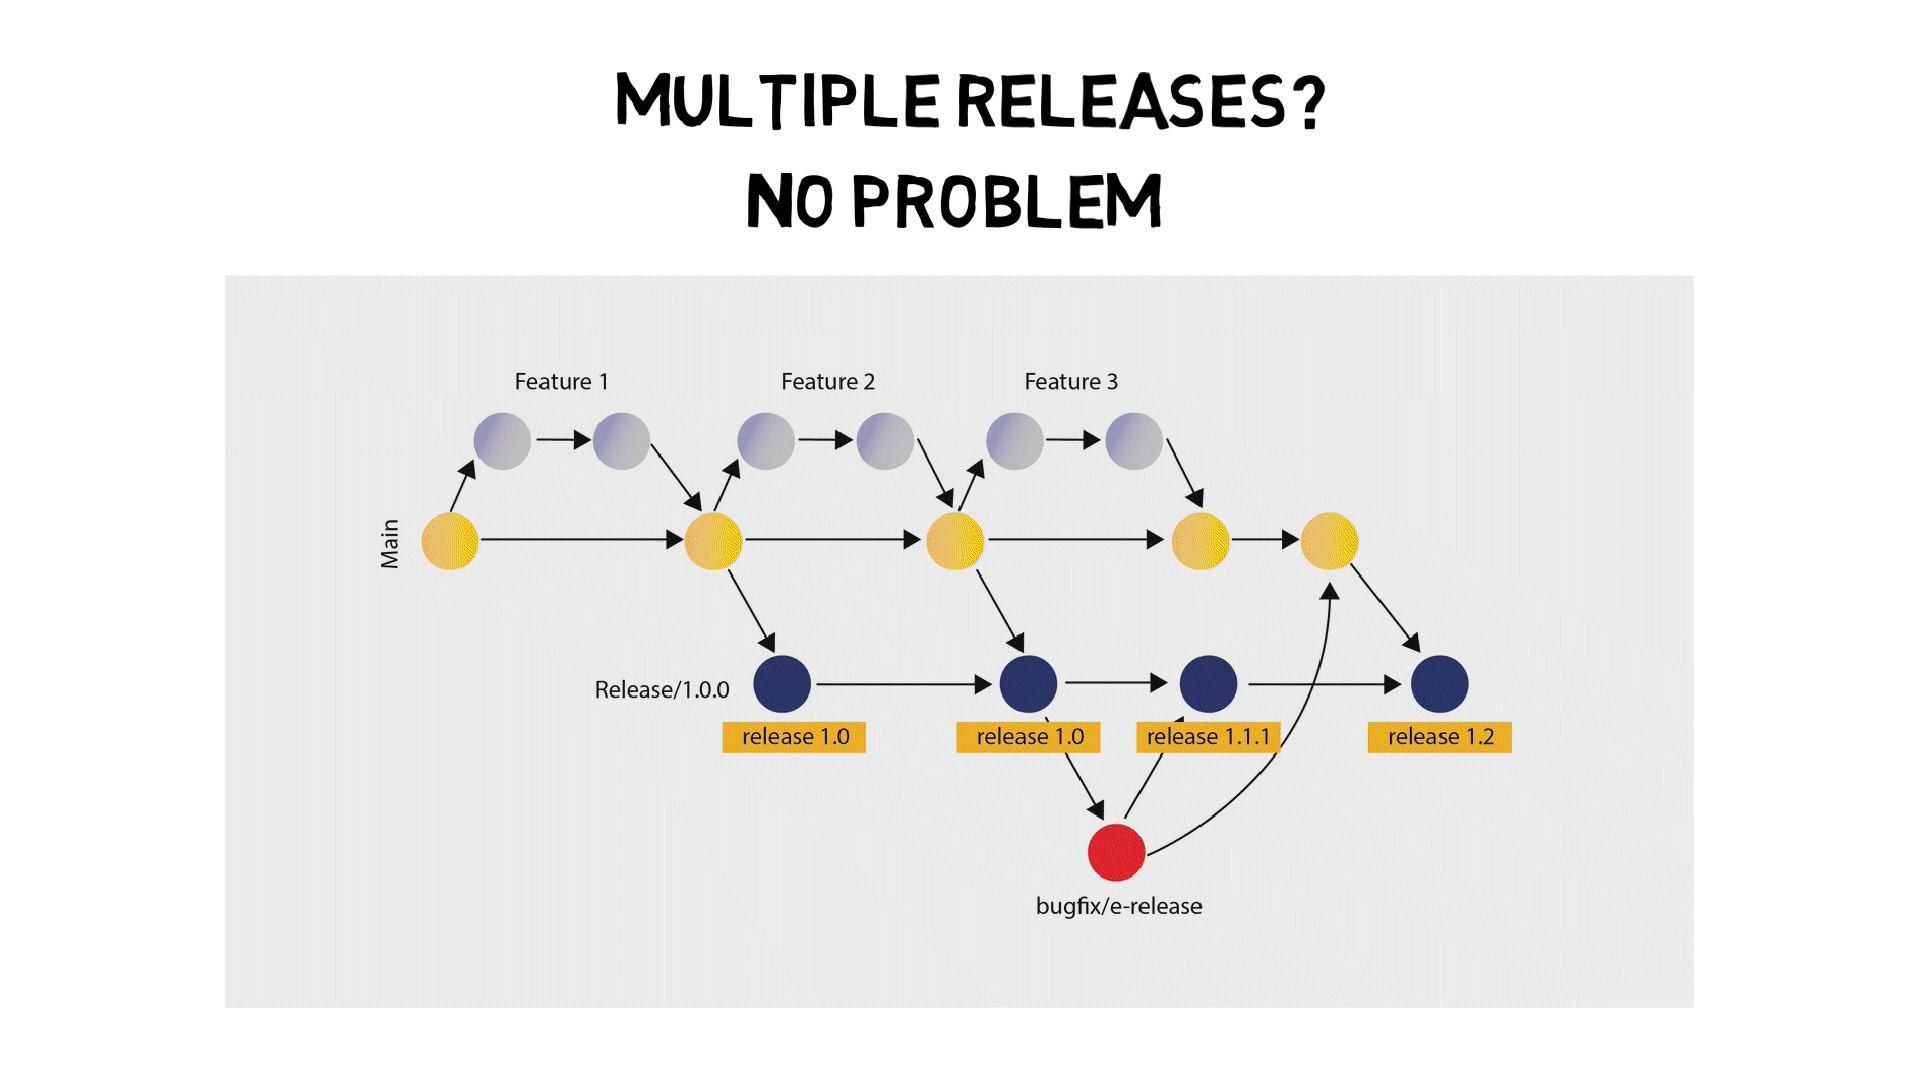 MULTIPLE RELEASES?
NO PROBLEM
Feature 1
Feature 2
Feature 3
Main
Release/1.0.0
release 1.0
release 1.0
release 1.1.1
release 1.2
bugfix/e-release